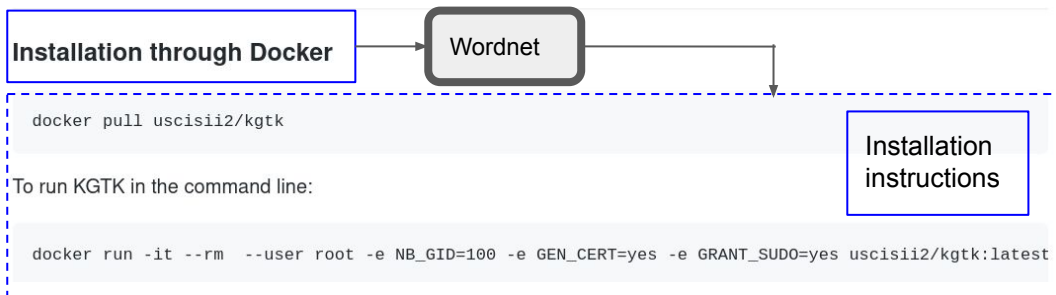 Installation through Docker
Wordnet
docker pull uscisii2/kgtk
Installation
instructions
To run KGTK in the command line:
docker run -it --rm  --user root -e NB_GID=100 -e GEN_CERT=yes -e GRANT_SUDO=yes uscisii2/kgtk:latest